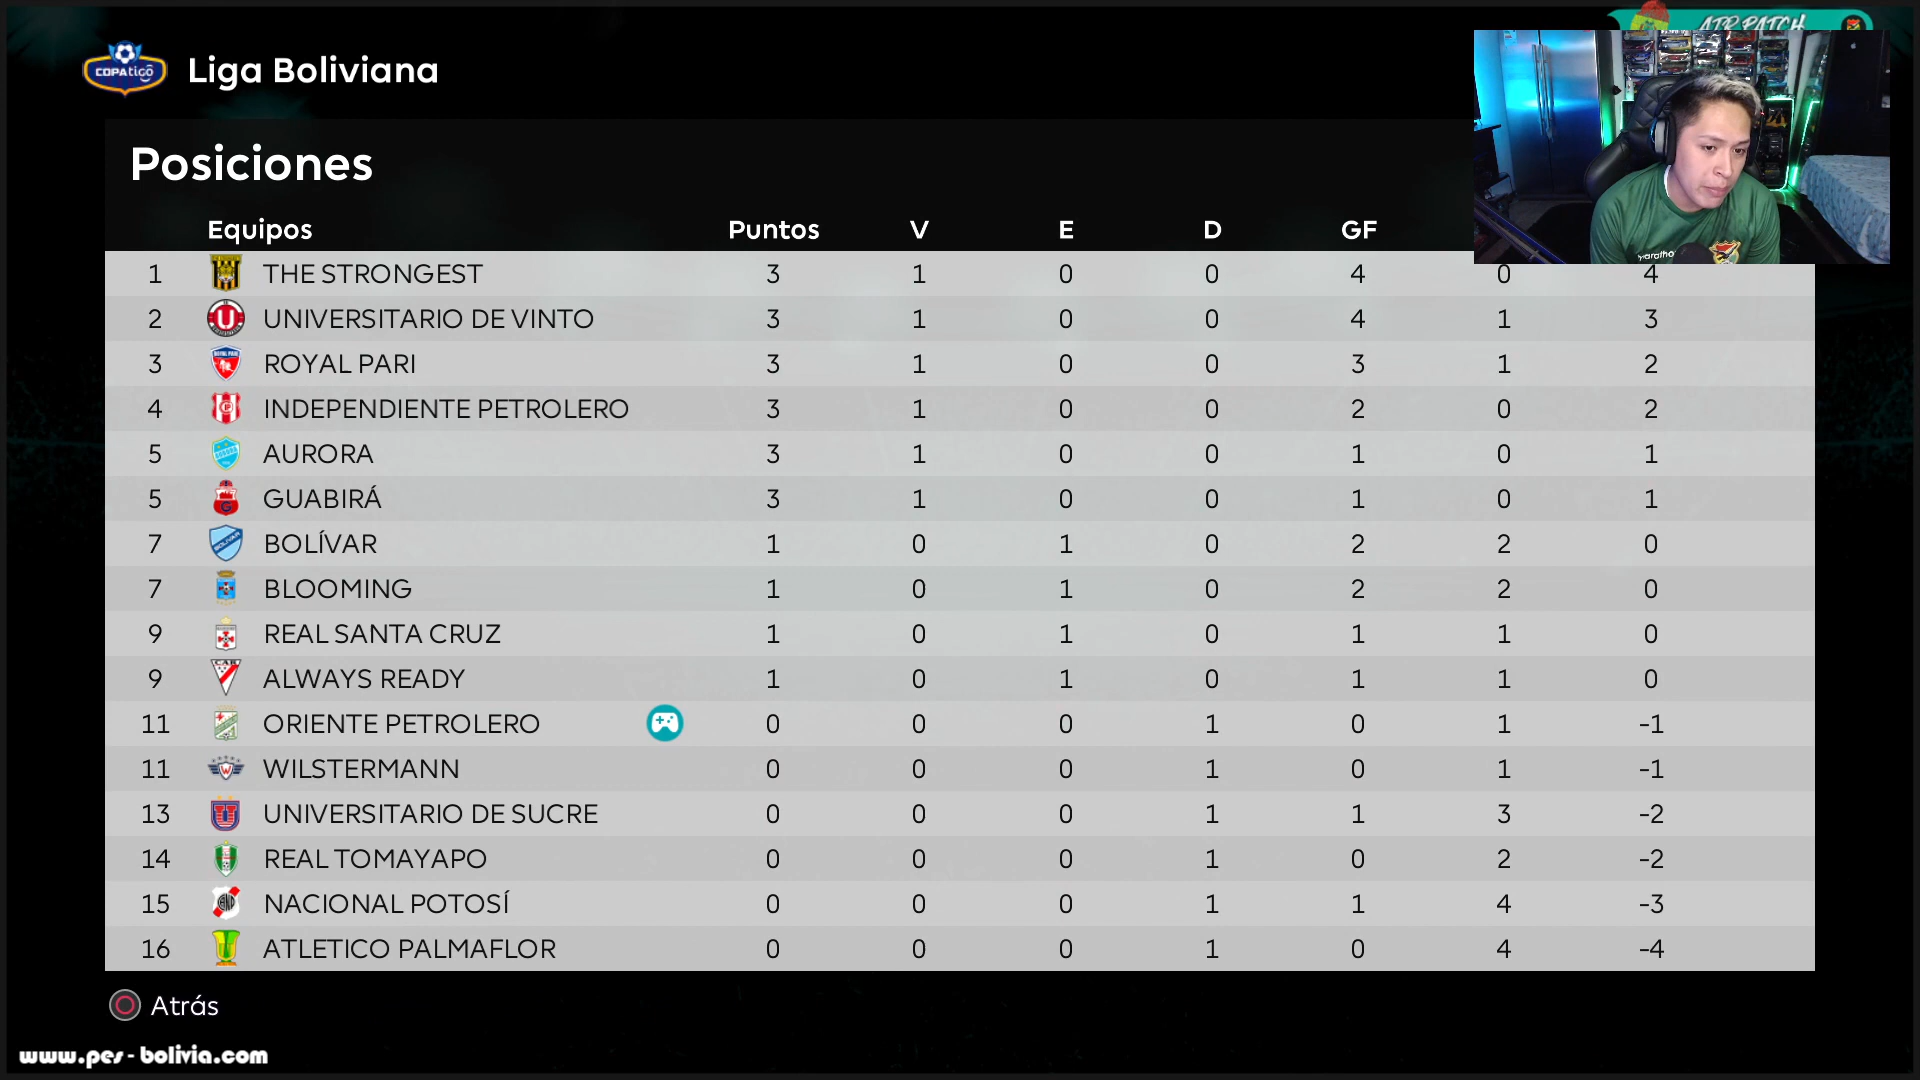 ATR PATCH
COPA tigo
Liga Boliviana
Posiciones
Equipos Puntos V E D GF
1 THE STRONGEST 3 1 0 0 4 0 4
2 UNIVERSITARIO DE VINTO 3 1 0 0 4 1 3
3 ROYAL PARI 3 1 0 0 3 1 2
4 INDEPENDIENTE PETROLERO 3 1 0 0 2 0 2
5 AURORA 3 1 0 0 1 0 1
5 GUABIRÁ 3 1 0 0 1 0 1
7 BOLÍVAR 1 0 1 0 2 2 0
7 BLOOMING 1 0 1 0 2 2 0
9 REAL SANTA CRUZ 1 0 1 0 1 1 0
9 ALWAYS READY 1 0 1 0 1 1 0
11 ORIENTE PETROLERO 0 0 0 1 0 1 -1
11 WILSTERMANN 0 0 0 1 0 1 -1
13 UNIVERSITARIO DE SUCRE 0 0 0 1 1 3 -2
14 REAL TOMAYAPO 0 0 0 1 0 2 -2
15 NACIONAL POTOSÍ 0 0 0 1 1 4 -3
16 ATLETICO PALMAFLOR 0 0 0 1 0 4 -4
Atrás
www.pes-bolivia.com